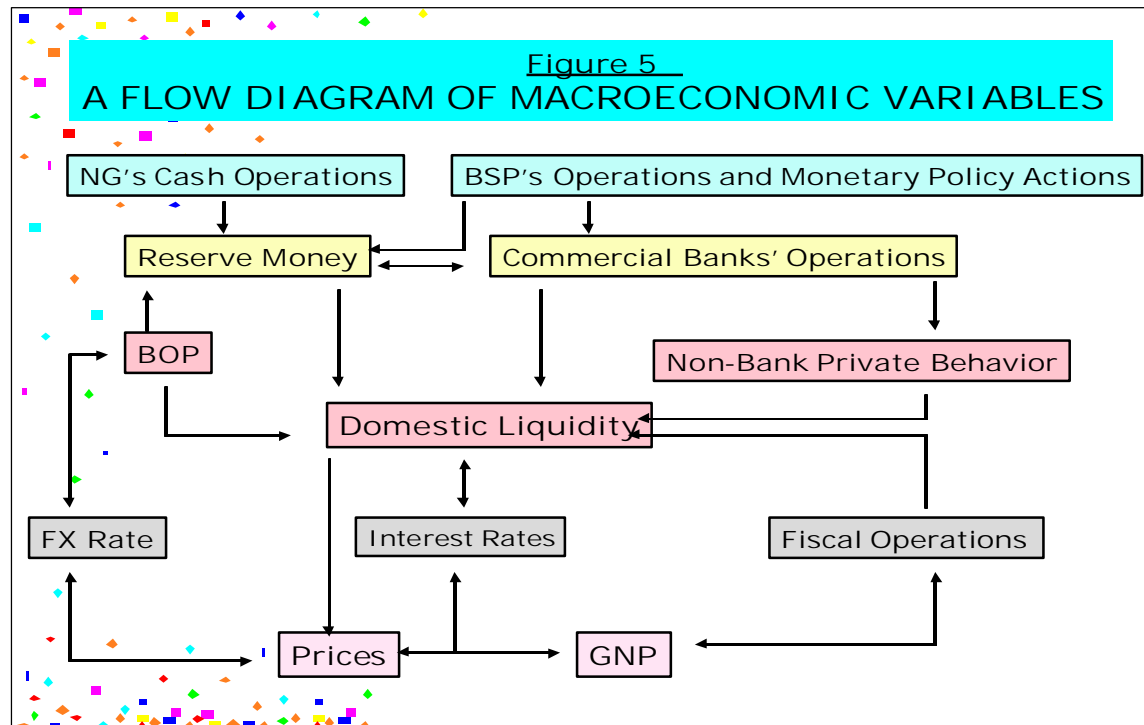 Figure 5
A FLOW DIAGRAM OF MACROECONOMIC VARIABLES
NG's Cash Operations
BSP's Operations and Monetary Policy Actions
Reserve Money
Commercial Banks' Operations
BOP
Non-Bank Private Behavior
Domestic Liquidity
FX Rate
Interest Rates
Fiscal Operations
Prices
GNP